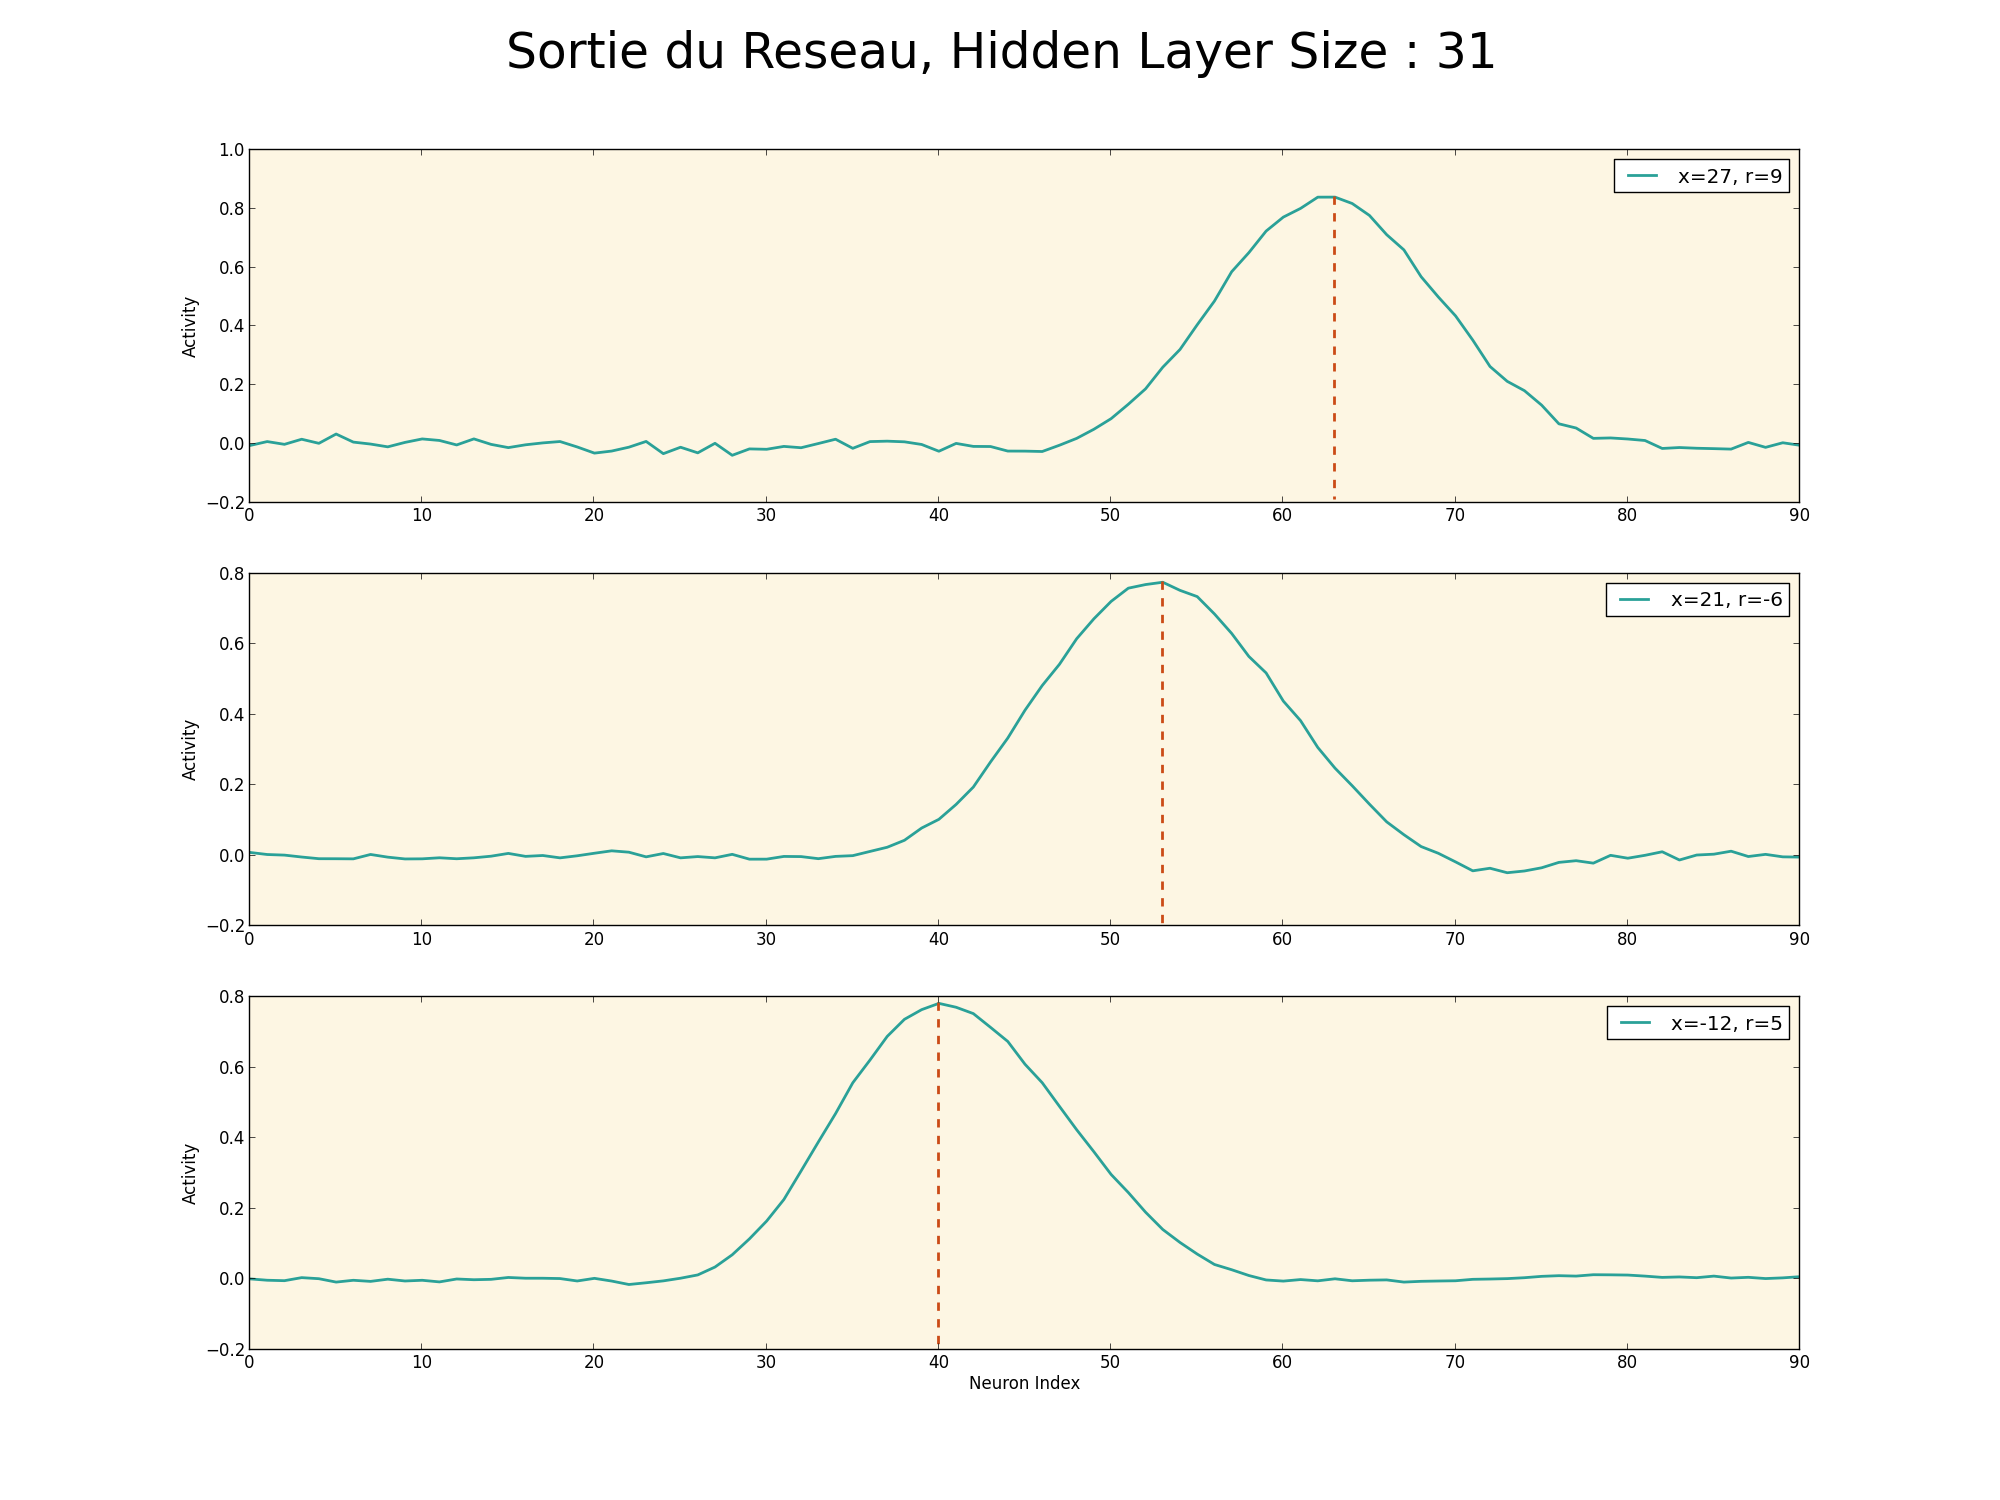 Sortie du Reseau, Hidden Layer Size : 31
1.0
0.8
0.6
0.4
0.2
0.0
−0.2
Activity
x=27, r=9
0 10 20 30 40 50 60 70 80 90
0.8
0.6
0.4
0.2
0.0
−0.2
Activity
x=21, r=-6
0 10 20 30 40 50 60 70 80 90
0.8
0.6
0.4
0.2
0.0
−0.2
Activity
x=-12, r=5
0 10 20 30 40 50 60 70 80 90
Neuron Index